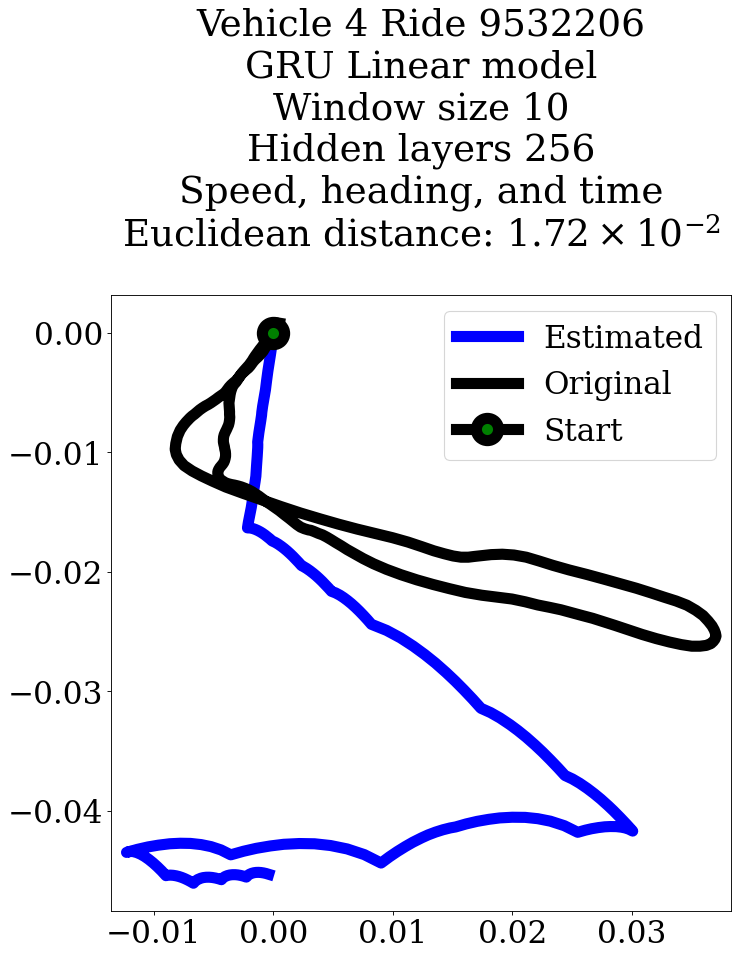 Vehicle 4 Ride 9532206
GRU Linear model
Window size 10
Hidden layers 256
Speed, heading, and time
Euclidean distance: 1.72 × 10⁻²
Estimated
Original
Start
0.00
−0.01
−0.02
−0.03
−0.04
−0.01 0.00 0.01 0.02 0.03